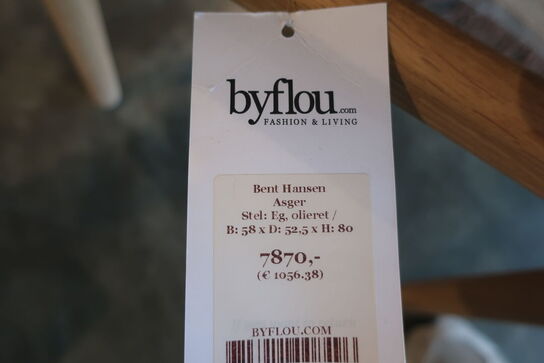 byflou.com
FASHION & LIVING
Bent Hansen
Asger
Stel: Eg, olieret /
B: 58 x D: 52,5 x H: 80
7870,-
(€ 1056.38)
BYFLOU.COM